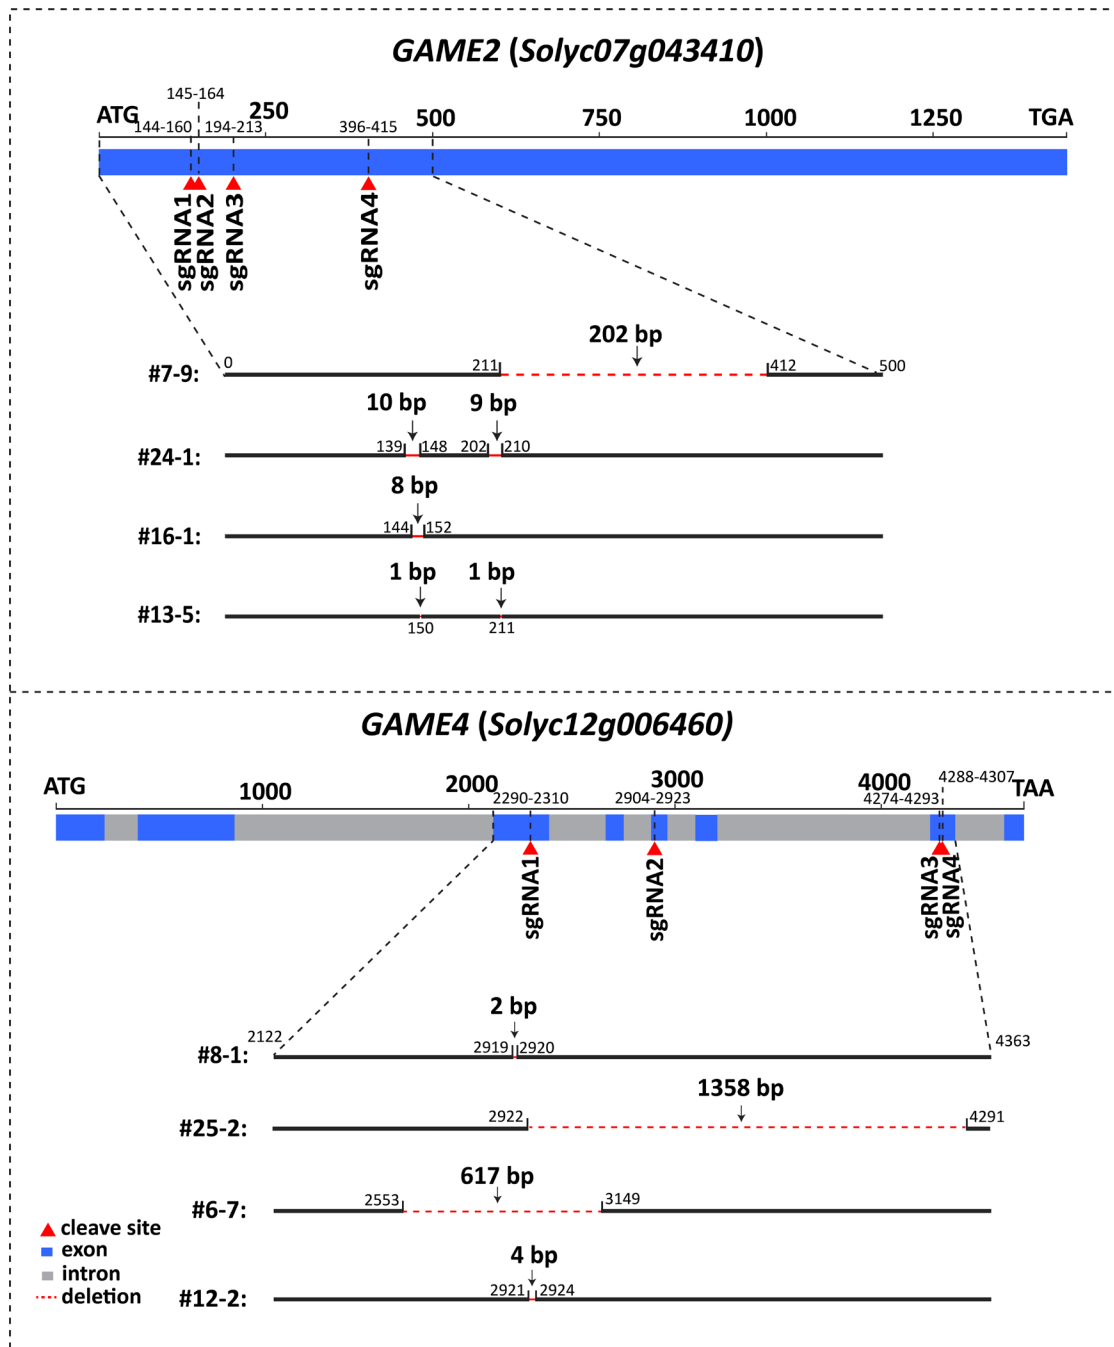 GAME2 (Solyc07g043410)
145-164
ATG 250 500 750 1000 1250 TGA
144-160 194-213 396-415
sgRNA1
sgRNA2
sgRNA3
sgRNA4
202 bp
#7-9: 0 211 412 500
10 bp 9 bp
#24-1: 139 148 202 210
8 bp
#16-1: 144 152
1 bp 1 bp
#13-5:
150 211
GAME4 (Solyc12g006460)
ATG 1000 2000 3000 4000 4288-4307 TAA
2290-2310 2904-2923 4274-4293
sgRNA1
sgRNA2
sgRNA3
sgRNA4
2 bp
2122 4363
#8-1: 2919 2920
1358 bp
#25-2: 2922 4291
617 bp
#6-7: 2553 3149
cleave site
exon
intron
deletion
4 bp
#12-2: 2921 2924